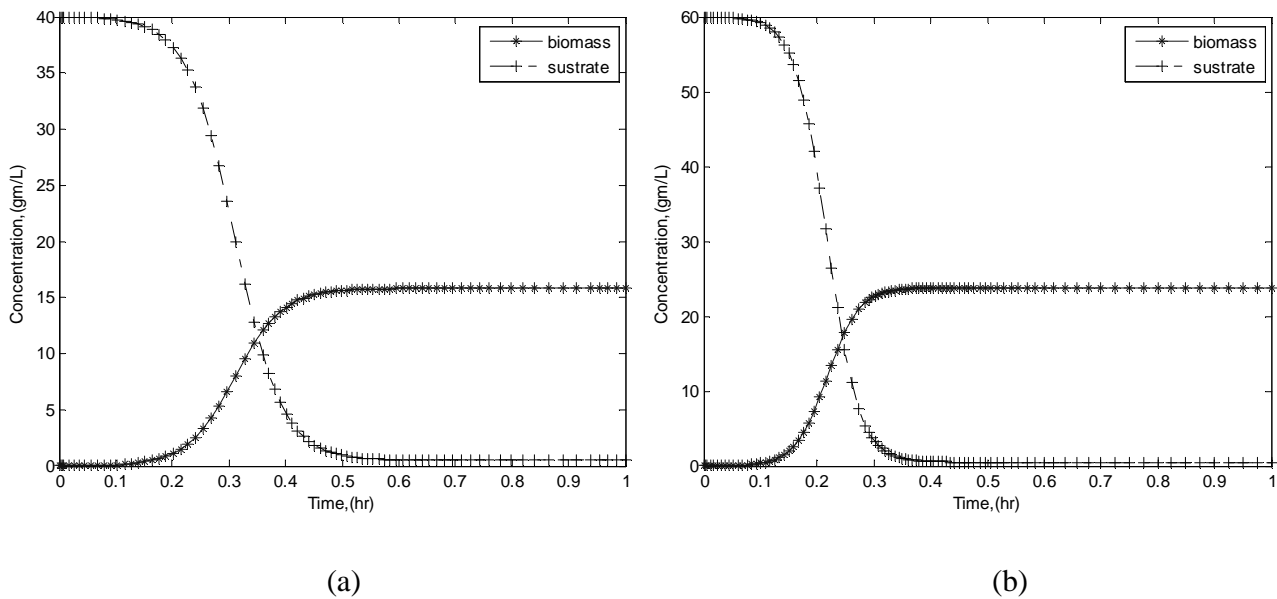 40
35
30
25
20
15
10
5
0
Concentration,(gm/L)
biomass
sustrate
0 0.1 0.2 0.3 0.4 0.5 0.6 0.7 0.8 0.9 1
Time,(hr)
(a)
60
50
40
30
20
10
0
Concentration,(gm/L)
biomass
sustrate
0 0.1 0.2 0.3 0.4 0.5 0.6 0.7 0.8 0.9 1
Time,(hr)
(b)